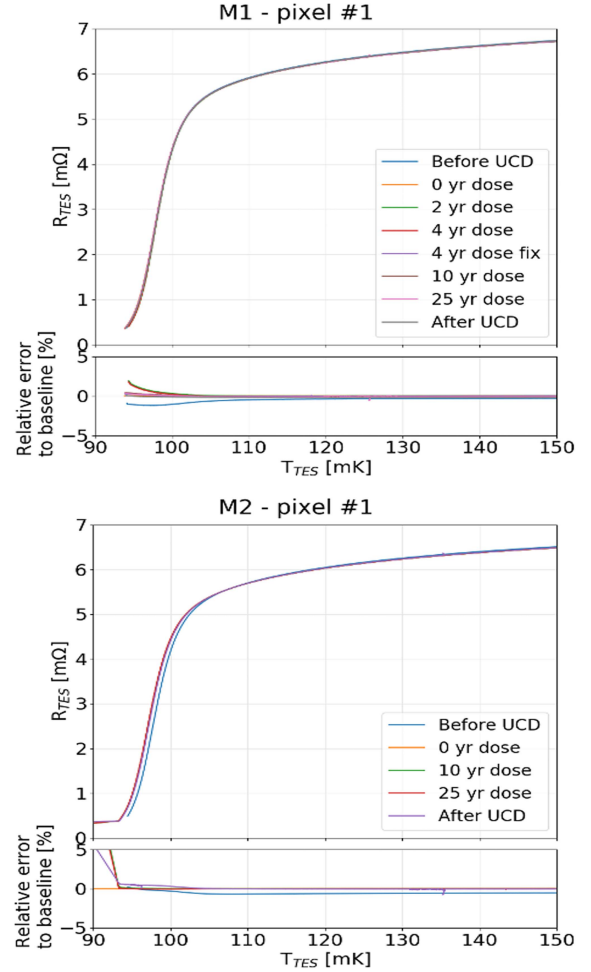 M1 - pixel #1
7
6
5
4
3
2
1
0
R_TES [mΩ]
Before UCD
0 yr dose
2 yr dose
4 yr dose
4 yr dose fix
10 yr dose
25 yr dose
After UCD
5
0
−5
Relative error
to baseline [%]
90 100 110 120 130 140 150
T_TES [mK]
M2 - pixel #1
7
6
5
4
3
2
1
0
R_TES [mΩ]
Before UCD
0 yr dose
10 yr dose
25 yr dose
After UCD
5
0
−5
Relative error
to baseline [%]
90 100 110 120 130 140 150
T_TES [mK]